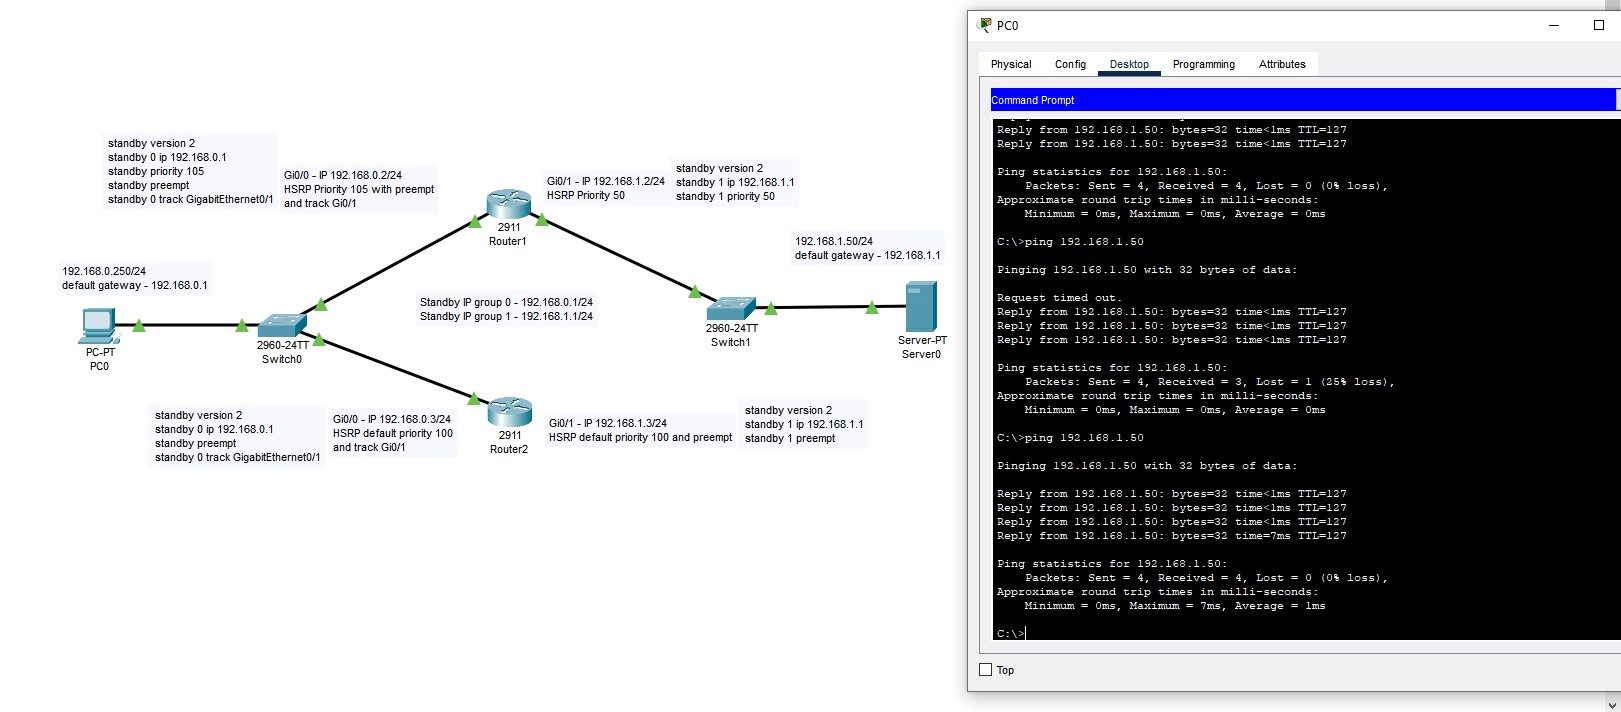 standby version 2
standby 0 ip 192.168.0.1
standby priority 105
standby preempt
standby 0 track GigabitEthernet0/1
Gi0/0 - IP 192.168.0.2/24
HSRP Priority 105 with preempt
and track Gi0/1
Gi0/1 - IP 192.168.1.2/24
HSRP Priority 50
standby version 2
standby 1 ip 192.168.1.1
standby 1 priority 50
2911
Router1
192.168.1.50/24
default gateway - 192.168.1.1
192.168.0.250/24
default gateway - 192.168.0.1
Standby IP group 0 - 192.168.0.1/24
Standby IP group 1 - 192.168.1.1/24
PC-PT
PC0
2960-24TT
Switch0
2960-24TT
Switch1
Server-PT
Server0
standby version 2
standby 0 ip 192.168.0.1
standby preempt
standby 0 track GigabitEthernet0/1
Gi0/0 - IP 192.168.0.3/24
HSRP default priority 100
and track Gi0/1
2911
Router2
Gi0/1 - IP 192.168.1.3/24
HSRP default priority 100 and preempt
standby version 2
standby 1 ip 192.168.1.1
standby 1 preempt
PC0
Physical Config Desktop Programming Attributes
Command Prompt
Reply from 192.168.1.50: bytes=32 time<1ms TTL=127
Reply from 192.168.1.50: bytes=32 time<1ms TTL=127
Ping statistics for 192.168.1.50:
Packets: Sent = 4, Received = 4, Lost = 0 (0% loss),
Approximate round trip times in milli-seconds:
Minimum = 0ms, Maximum = 0ms, Average = 0ms
C:\>ping 192.168.1.50
Pinging 192.168.1.50 with 32 bytes of data:
Request timed out.
Reply from 192.168.1.50: bytes=32 time<1ms TTL=127
Reply from 192.168.1.50: bytes=32 time<1ms TTL=127
Reply from 192.168.1.50: bytes=32 time<1ms TTL=127
Ping statistics for 192.168.1.50:
Packets: Sent = 4, Received = 3, Lost = 1 (25% loss),
Approximate round trip times in milli-seconds:
Minimum = 0ms, Maximum = 0ms, Average = 0ms
C:\>ping 192.168.1.50
Pinging 192.168.1.50 with 32 bytes of data:
Reply from 192.168.1.50: bytes=32 time<1ms TTL=127
Reply from 192.168.1.50: bytes=32 time<1ms TTL=127
Reply from 192.168.1.50: bytes=32 time<1ms TTL=127
Reply from 192.168.1.50: bytes=32 time=7ms TTL=127
Ping statistics for 192.168.1.50:
Packets: Sent = 4, Received = 4, Lost = 0 (0% loss),
Approximate round trip times in milli-seconds:
Minimum = 0ms, Maximum = 7ms, Average = 1ms
C:\>
Top